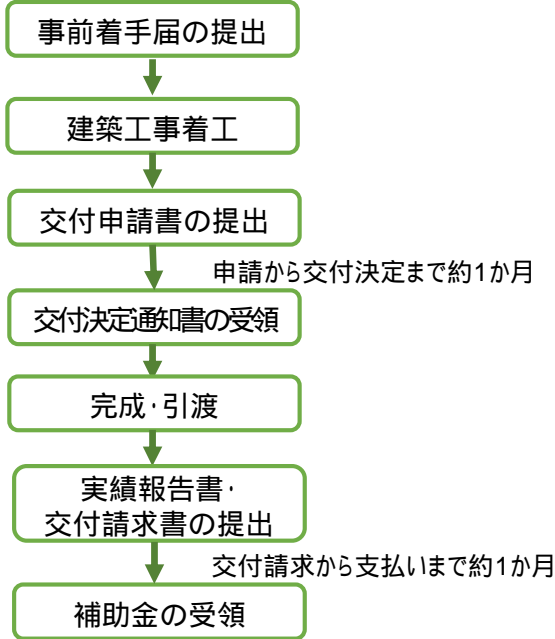 事前着手届の提出
建築工事着工
交付申請書の提出
申請から交付決定まで約1か月
交付決定通知書の受領
完成・引渡
実績報告書・
交付請求書の提出
交付請求から支払いまで約1か月
補助金の受領